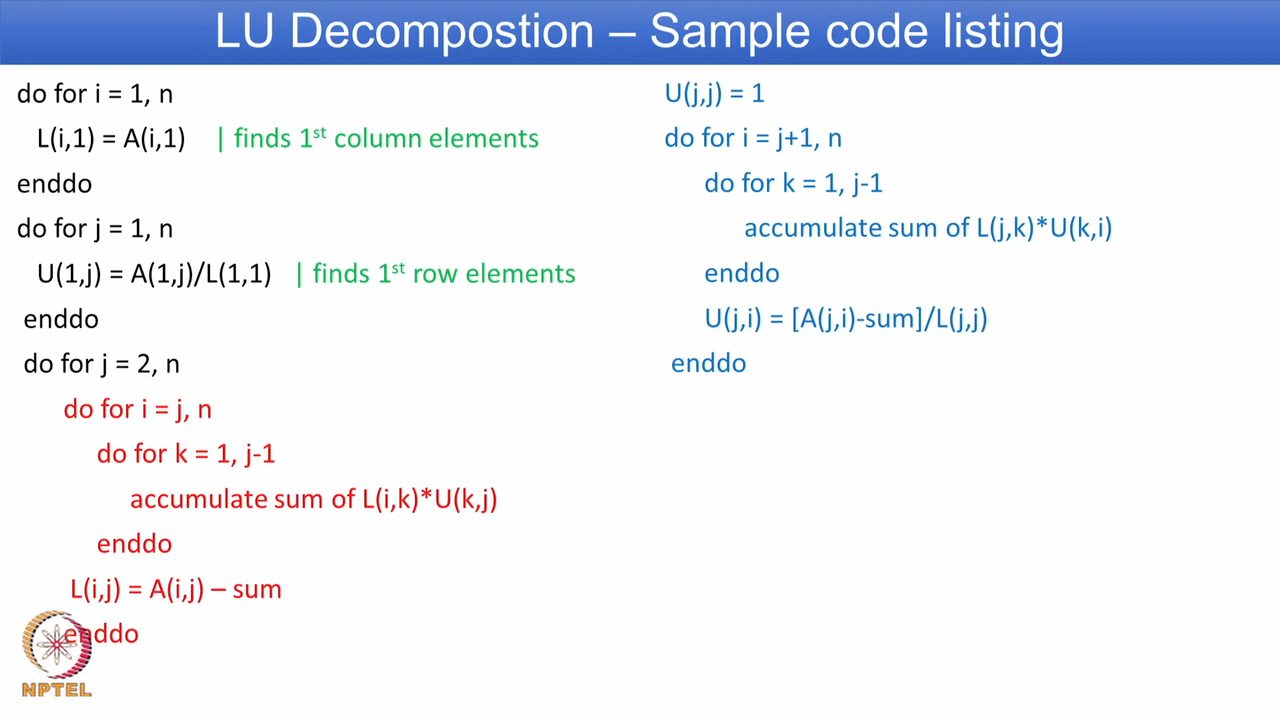 LU Decompostion – Sample code listing
do for i = 1, n
L(i,1) = A(i,1) | finds 1st column elements
enddo
do for j = 1, n
U(1,j) = A(1,j)/L(1,1) | finds 1st row elements
enddo
do for j = 2, n
do for i = j, n
do for k = 1, j-1
accumulate sum of L(i,k)*U(k,j)
enddo
L(i,j) = A(i,j) – sum
enddo
U(j,j) = 1
do for i = j+1, n
do for k = 1, j-1
accumulate sum of L(j,k)*U(k,i)
enddo
U(j,i) = [A(j,i)-sum]/L(j,j)
enddo
NPTEL